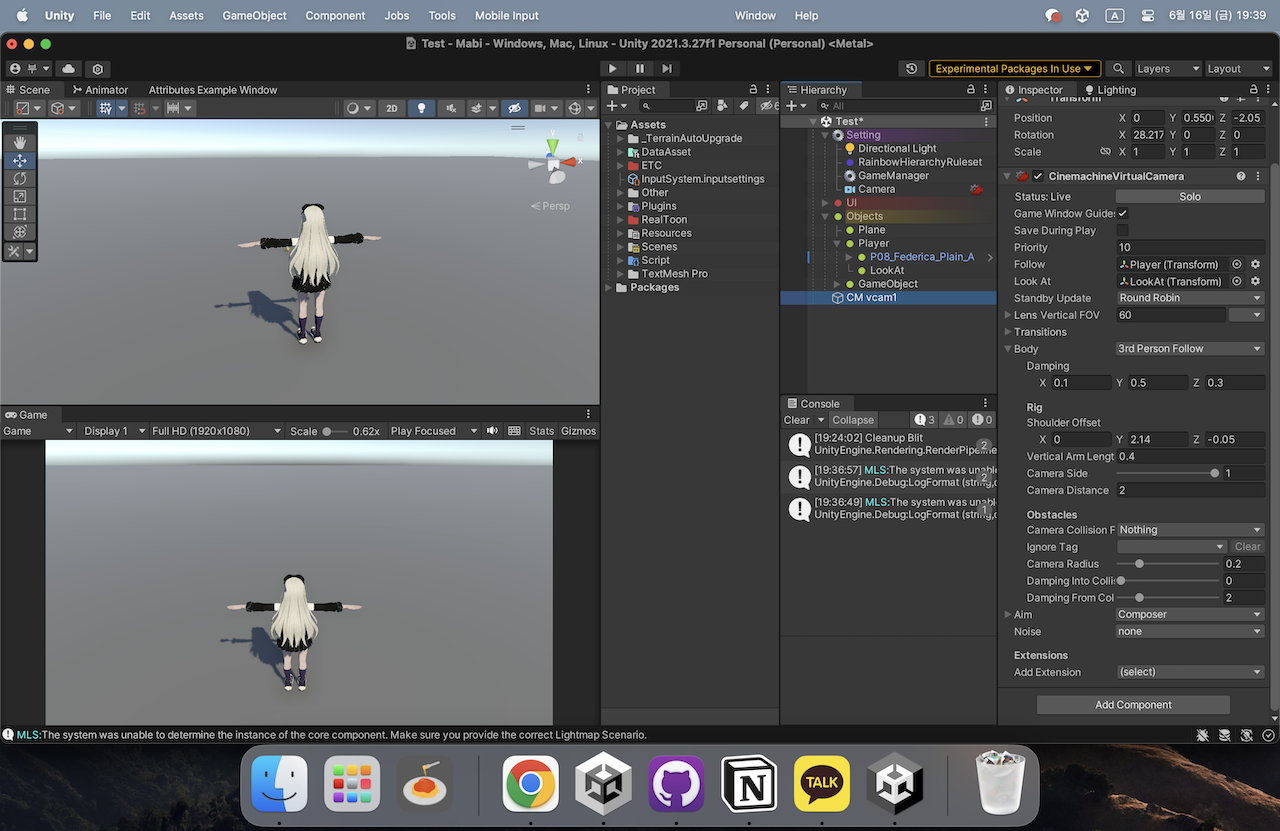 Unity File Edit Assets GameObject Component Jobs Tools Mobile Input Window Help A 6월 16일 (금) 19:39
Test - Mabi - Windows, Mac, Linux - Unity 2021.3.27f1 Personal (Personal) <Metal>
Experimental Packages In Use Layers Layout
Scene Animator Attributes Example Window
2D
y
x
Persp
Game
Game Display 1 Full HD (1920x1080) Scale 0.62x Play Focused Stats Gizmos
Project
6
Assets
_TerrainAutoUpgrade
DataAsset
ETC
InputSystem.inputsettings
Other
Plugins
RealToon
Resources
Scenes
Script
TextMesh Pro
Packages
Hierarchy
All
Test*
Setting
Directional Light
RainbowHierarchyRuleset
GameManager
Camera
UI
Objects
Plane
Player
P08_Federica_Plain_A
LookAt
GameObject
CM vcam1
Console
Clear Collapse 3 0 0
[19:24:02] Cleanup Blit
UnityEngine.Rendering.RenderPipeline
2
[19:36:57] MLS:The system was unab
UnityEngine.Debug:LogFormat (string,
2
[19:36:49] MLS:The system was unab
UnityEngine.Debug:LogFormat (string,
1
Inspector Lighting
Transform
Position X 0 Y 0.550 Z -2.05
Rotation X 28.217 Y 0 Z 0
Scale X 1 Y 1 Z 1
CinemachineVirtualCamera
Status: Live Solo
Game Window Guides
Save During Play
Priority 10
Follow Player (Transform)
Look At LookAt (Transform)
Standby Update Round Robin
Lens Vertical FOV 60
Transitions
Body 3rd Person Follow
Damping
X 0.1 Y 0.5 Z 0.3
Rig
Shoulder Offset
X 0 Y 2.14 Z -0.05
Vertical Arm Lengt 0.4
Camera Side 1
Camera Distance 2
Obstacles
Camera Collision F Nothing
Ignore Tag Clear
Camera Radius 0.2
Damping Into Colli 0
Damping From Col 2
Aim Composer
Noise none
Extensions
Add Extension (select)
Add Component
MLS:The system was unable to determine the instance of the core component. Make sure you provide the correct Lightmap Scenario.
N
TALK